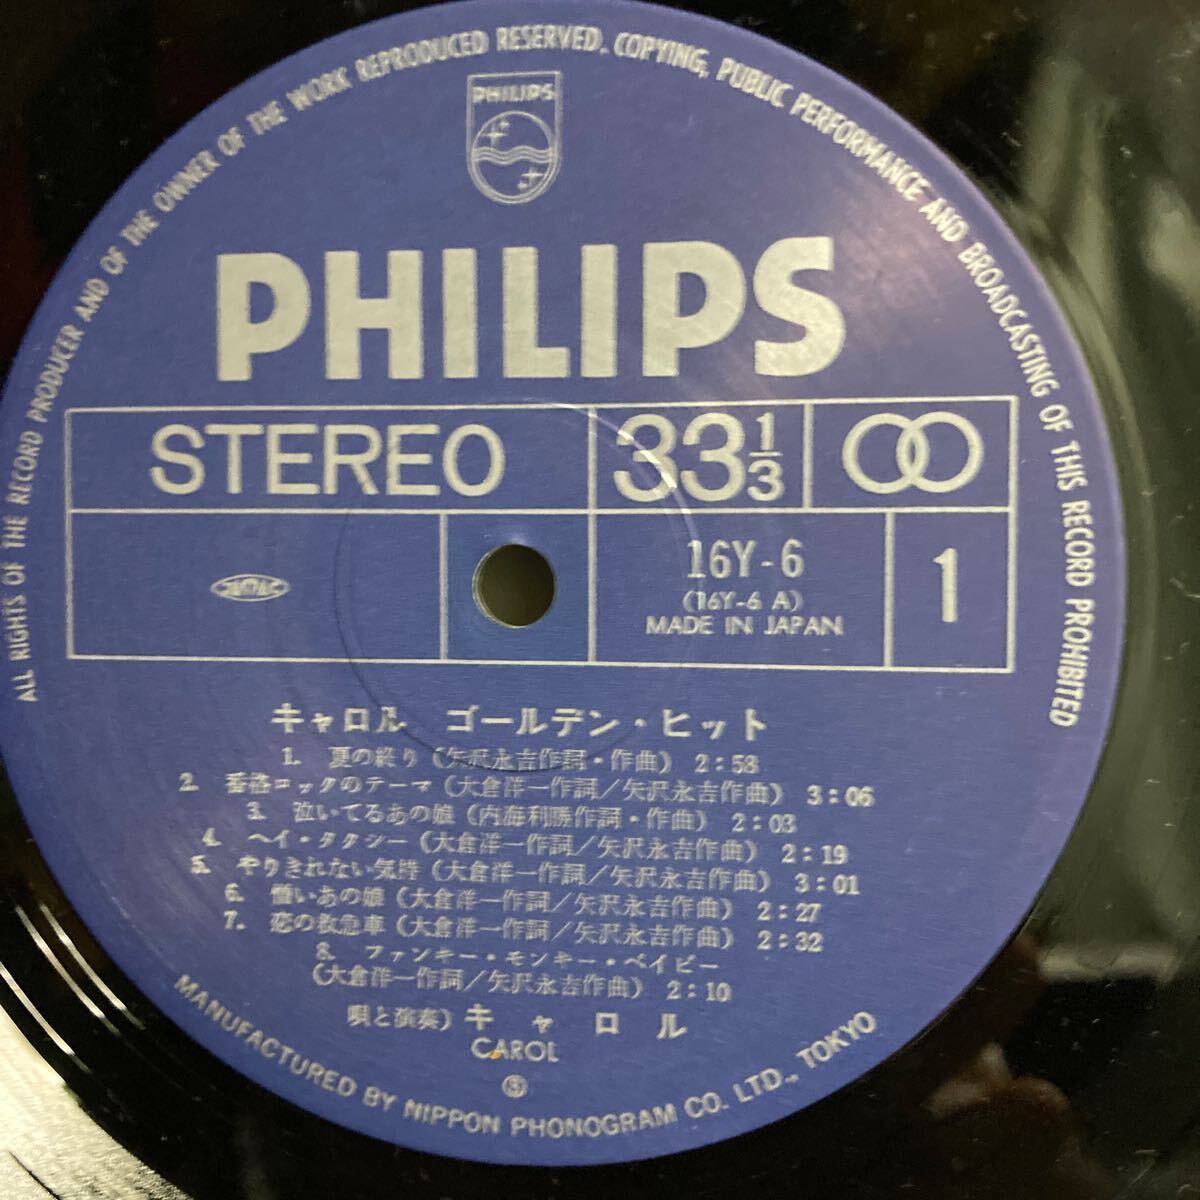 ALL RIGHTS OF THE RECORD PRODUCER AND OF THE OWNER OF THE WORK REPRODUCED RESERVED. COPYING, PUBLIC PERFORMANCE AND BROADCASTING OF THIS RECORD PROHIBITED
PHILIPS
PHILIPS
STEREO 33 1/3
16Y-6
(16Y-6 A)
MADE IN JAPAN
1
キャロル ゴールデン・ヒット
1. 夏の終り (矢沢永吉作詞・作曲) 2:58
2. 番格ロックのテーマ (大倉洋一作詞/矢沢永吉作曲) 3:06
3. 泣いてるあの娘 (内海利勝作詞・作曲) 2:03
4. ヘイ・タクシー (大倉洋一作詞/矢沢永吉作曲) 2:19
5. やりきれない気持 (大倉洋一作詞/矢沢永吉作曲) 3:01
6. 憎いあの娘 (大倉洋一作詞/矢沢永吉作曲) 2:27
7. 恋の救急車 (大倉洋一作詞/矢沢永吉作曲) 2:32
8. ファンキー・モンキー・ベイビー
(大倉洋一作詞/矢沢永吉作曲) 2:10
唄と演奏) キャロル
CAROL
MANUFACTURED BY NIPPON PHONOGRAM CO. LTD., TOKYO